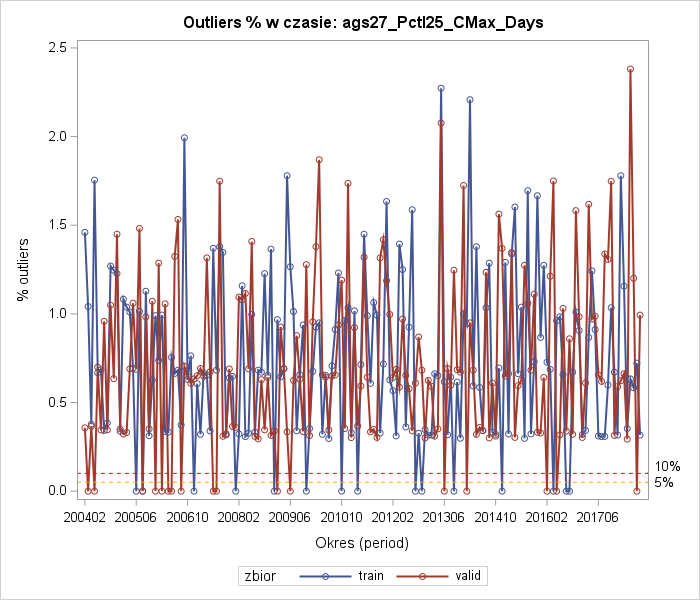 Outliers % w czasie: ags27_Pctl25_CMax_Days
% outliers
2.5
2.0
1.5
1.0
0.5
0.0
10%
5%
200402 200506 200610 200802 200906 201010 201202 201306 201410 201602 201706
Okres (period)
zbior train valid